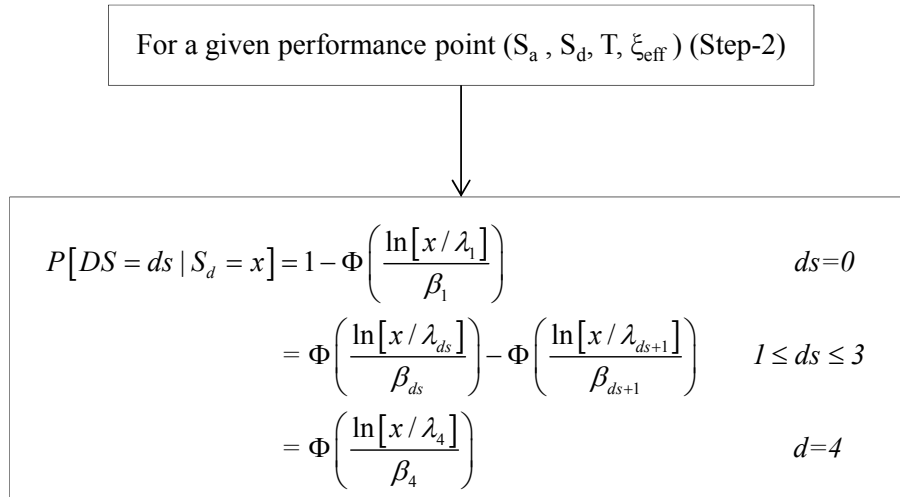 For a given performance point (S_a , S_d, T, ξ_eff ) (Step-2)
P[DS = ds | S_d = x] = 1 − Φ(ln[x / λ_1] / β_1) ds=0
= Φ(ln[x / λ_ds] / β_ds) − Φ(ln[x / λ_ds+1] / β_ds+1) 1 ≤ ds ≤ 3
= Φ(ln[x / λ_4] / β_4) d=4